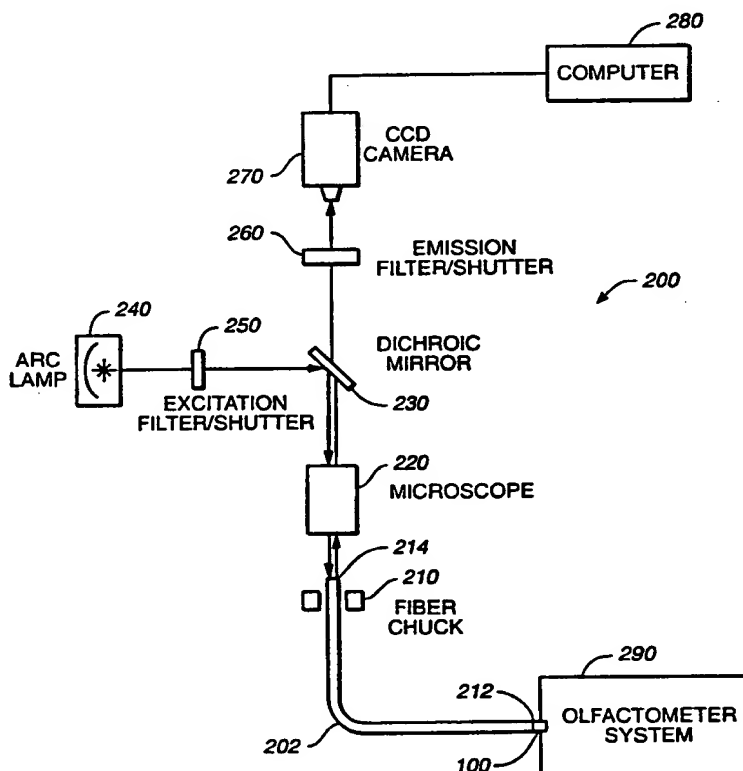 280
COMPUTER
CCD
CAMERA
270
260
EMISSION
FILTER/SHUTTER
200
240
250
ARC
LAMP
DICHROIC
MIRROR
230
EXCITATION
FILTER/SHUTTER
220
MICROSCOPE
214
210
FIBER
CHUCK
290
212
OLFACTOMETER
SYSTEM
202
100